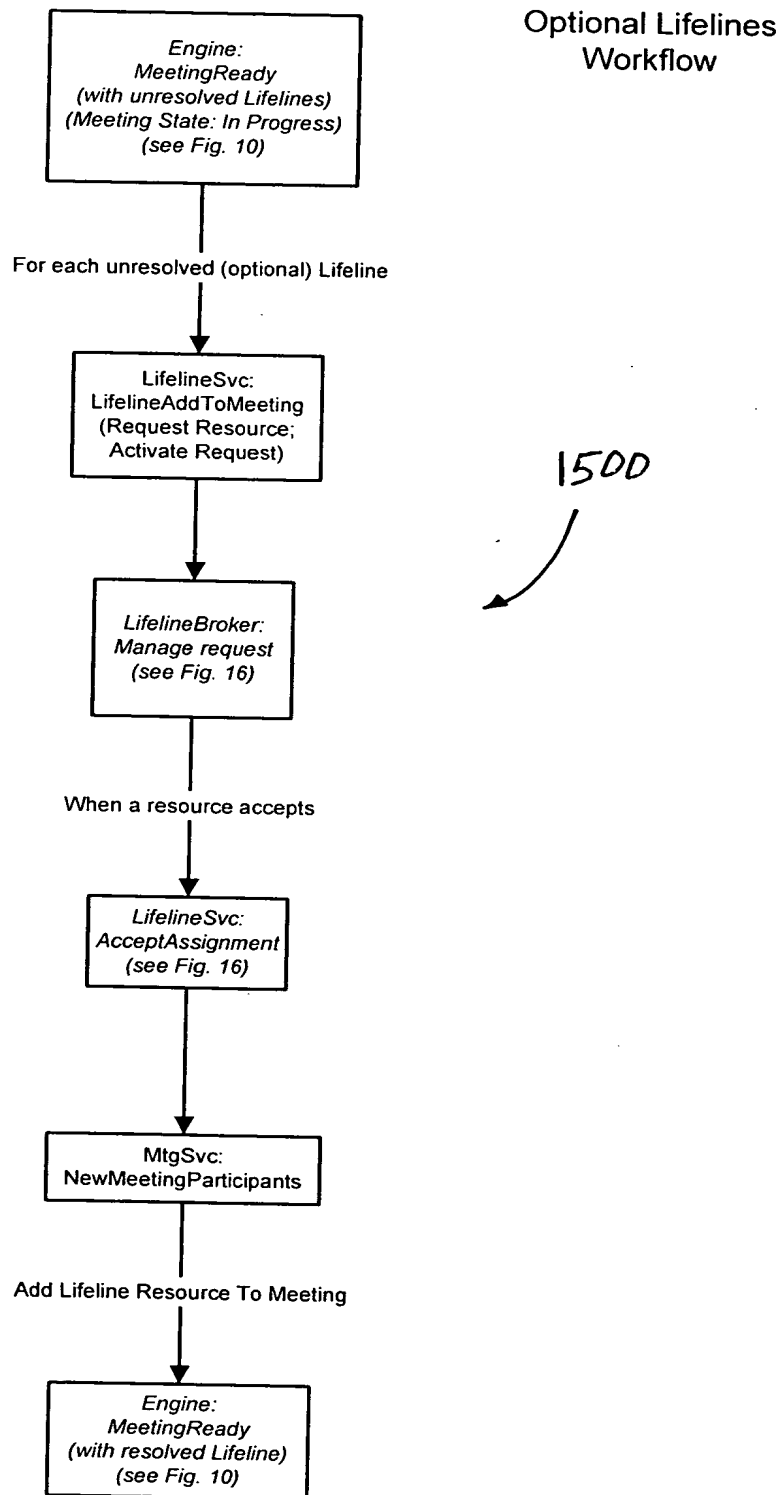 Optional Lifelines
Workflow
Engine:
MeetingReady
(with unresolved Lifelines)
(Meeting State: In Progress)
(see Fig. 10)
For each unresolved (optional) Lifeline
LifelineSvc:
LifelineAddToMeeting
(Request Resource;
Activate Request)
1500
LifelineBroker:
Manage request
(see Fig. 16)
When a resource accepts
LifelineSvc:
AcceptAssignment
(see Fig. 16)
MtgSvc:
NewMeetingParticipants
Add Lifeline Resource To Meeting
Engine:
MeetingReady
(with resolved Lifeline)
(see Fig. 10)